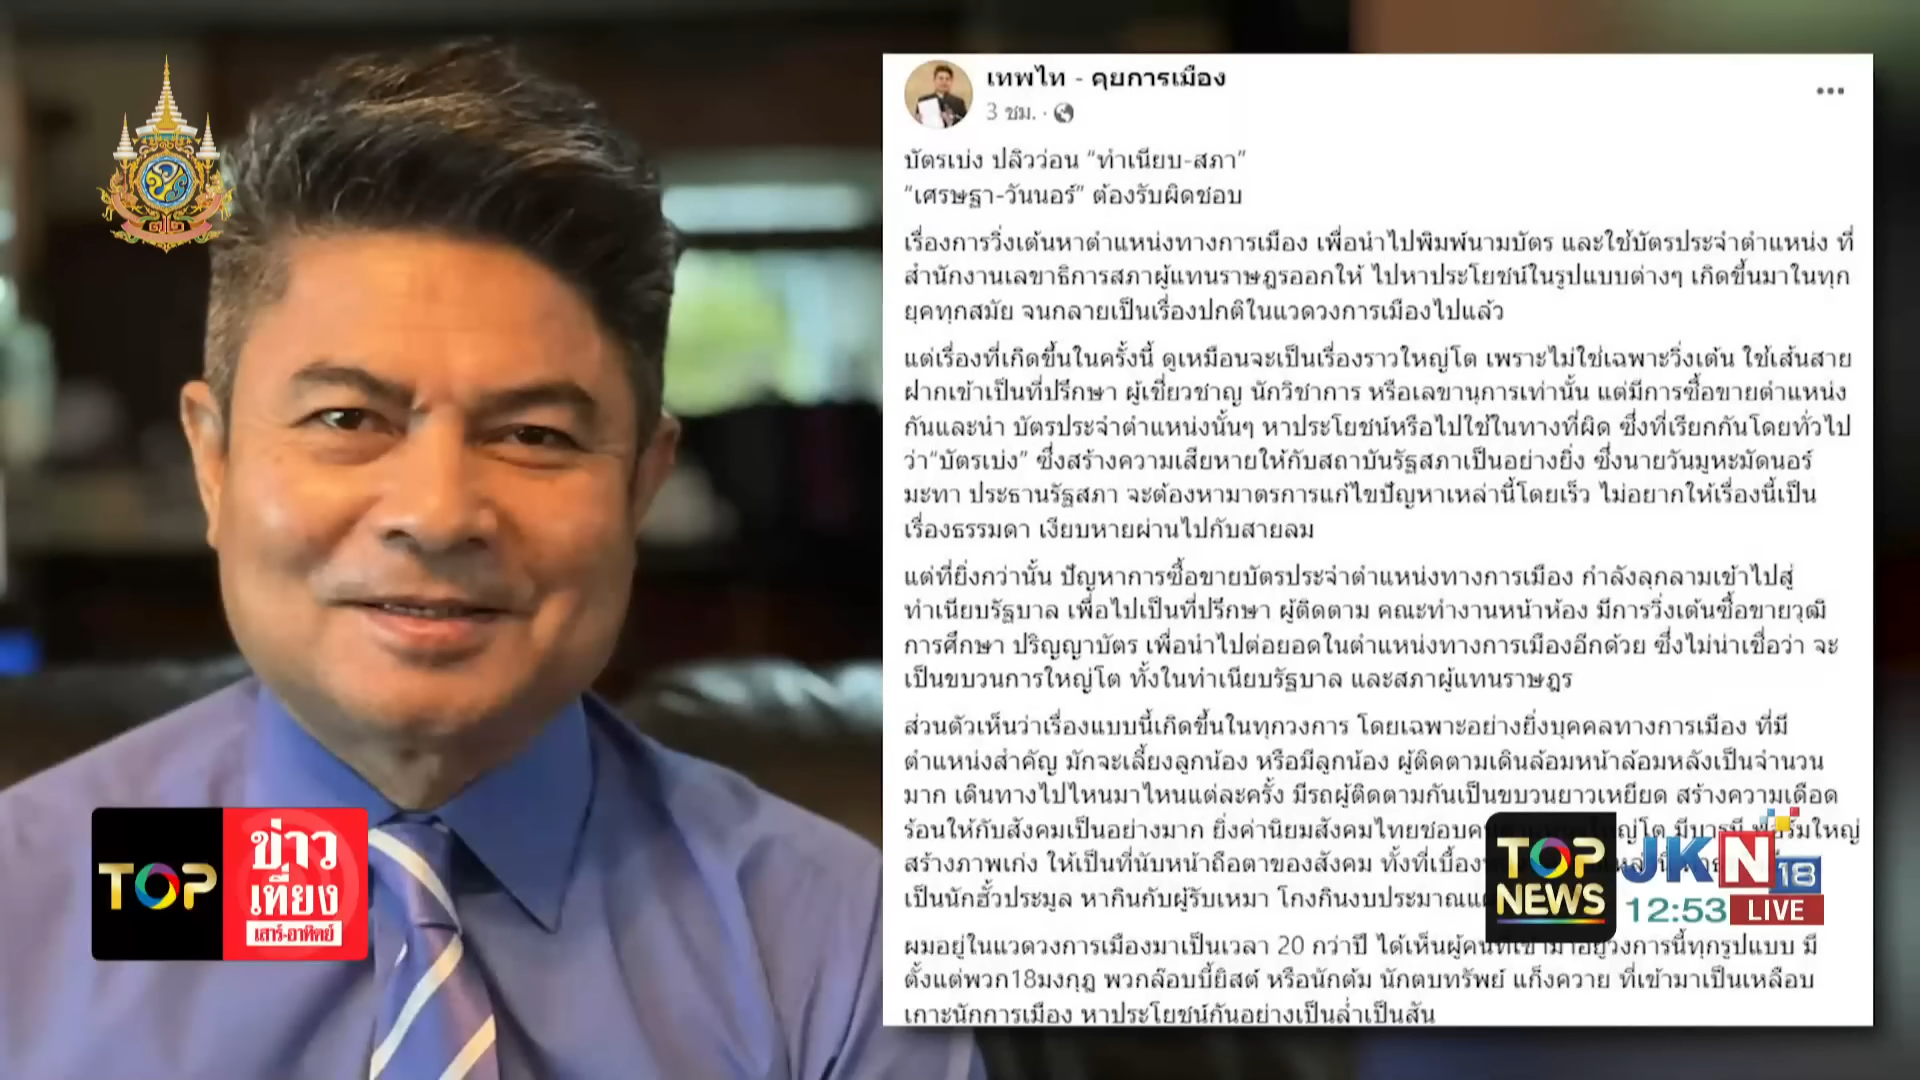 เทพไท - คุยการเมือง
3 ชม.
บัตรเบ่ง ปลิวว่อน “ทำเนียบ-สภา”
“เศรษฐา-วันนอร์” ต้องรับผิดชอบ
เรื่องการวิ่งเต้นหาตำแหน่งทางการเมือง เพื่อนำไปพิมพ์นามบัตร และใช้บัตรประจำตำแหน่ง ที่
สำนักงานเลขาธิการสภาผู้แทนราษฎรออกให้ ไปหาประโยชน์ในรูปแบบต่างๆ เกิดขึ้นมาในทุก
ยุคทุกสมัย จนกลายเป็นเรื่องปกติในแวดวงการเมืองไปแล้ว
แต่เรื่องที่เกิดขึ้นในครั้งนี้ ดูเหมือนจะเป็นเรื่องราวใหญ่โต เพราะไม่ใช่เฉพาะวิ่งเต้น ใช้เส้นสาย
ฝากเข้าเป็นที่ปรึกษา ผู้เชี่ยวชาญ นักวิชาการ หรือเลขานุการเท่านั้น แต่มีการซื้อขายตำแหน่ง
กันและนำ บัตรประจำตำแหน่งนั้นๆ หาประโยชน์หรือไปใช้ในทางที่ผิด ซึ่งที่เรียกกันโดยทั่วไป
ว่า“บัตรเบ่ง” ซึ่งสร้างความเสียหายให้กับสถาบันรัฐสภาเป็นอย่างยิ่ง ซึ่งนายวันมูหะมัดนอร์
มะทา ประธานรัฐสภา จะต้องหามาตรการแก้ไขปัญหาเหล่านี้โดยเร็ว ไม่อยากให้เรื่องนี้เป็น
เรื่องธรรมดา เงียบหายผ่านไปกับสายลม
แต่ที่ยิ่งกว่านั้น ปัญหาการซื้อขายบัตรประจำตำแหน่งทางการเมือง กำลังลุกลามเข้าไปสู่
ทำเนียบรัฐบาล เพื่อไปเป็นที่ปรึกษา ผู้ติดตาม คณะทำงานหน้าห้อง มีการวิ่งเต้นซื้อขายวุฒิ
การศึกษา ปริญญาบัตร เพื่อนำไปต่อยอดในตำแหน่งทางการเมืองอีกด้วย ซึ่งไม่น่าเชื่อว่า จะ
เป็นขบวนการใหญ่โต ทั้งในทำเนียบรัฐบาล และสภาผู้แทนราษฎร
ส่วนตัวเห็นว่าเรื่องแบบนี้เกิดขึ้นในทุกวงการ โดยเฉพาะอย่างยิ่งบุคคลทางการเมือง ที่มี
ตำแหน่งสำคัญ มักจะเลี้ยงลูกน้อง หรือมีลูกน้อง ผู้ติดตามเดินล้อมหน้าล้อมหลังเป็นจำนวน
มาก เดินทางไปไหนมาไหนแต่ละครั้ง มีรถผู้ติดตามกันเป็นขบวนยาวเหยียด สร้างความเดือด
ร้อนให้กับสังคมเป็นอย่างมาก ยิ่งค่านิยมสังคมไทยชอบ ใหญ่โต มีบารมี ฟอร์มใหญ่
สร้างภาพเก่ง ให้เป็นที่นับหน้าถือตาของสังคม ทั้งที่เบื้อง
เป็นนักฮั้วประมูล หากินกับผู้รับเหมา โกงกินงบประมาณแผ่
ผมอยู่ในแวดวงการเมืองมาเป็นเวลา 20 กว่าปี ได้เห็นผู้คนที่เข้ามาอยู่วงการนี้ทุกรูปแบบ มี
ตั้งแต่พวก18มงกุฎ พวกล๊อบบี้ยิสต์ หรือนักต้ม นักตบทรัพย์ แก็งควาย ที่เข้ามาเป็นเหลือบ
เกาะนักการเมือง หาประโยชน์กันอย่างเป็นล่ำเป็นสัน
TOP
ข่าว
เที่ยง
เสาร์-อาทิตย์
TOP
NEWS
JKN
18
12:53
LIVE
๗๒